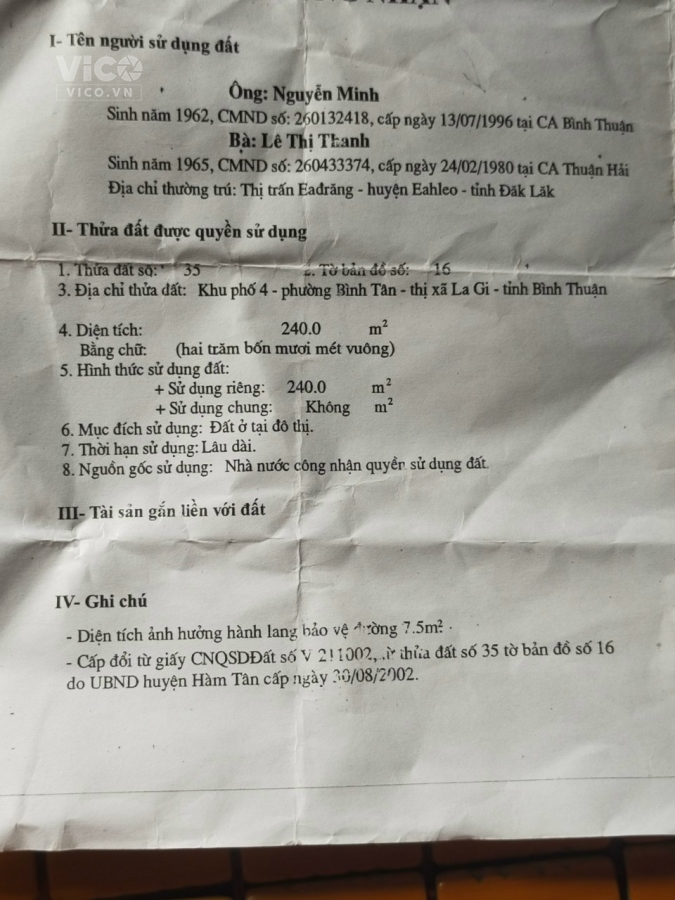 I- Tên người sử dụng đất
VICO
VICO.VN
Ông: Nguyễn Minh
Sinh năm 1962, CMND số: 260132418, cấp ngày 13/07/1996 tại CA Bình Thuận
Bà: Lê Thị Thanh
Sinh năm 1965, CMND số: 260433374, cấp ngày 24/02/1980 tại CA Thuận Hải
Địa chỉ thường trú: Thị trấn Eađrăng - huyện Eahleo - tỉnh Đăk Lăk
II- Thửa đất được quyền sử dụng
1. Thửa đất số: 35 2. Tờ bản đồ số: 16
3. Địa chỉ thửa đất: Khu phố 4 - phường Bình Tân - thị xã La Gi - tỉnh Bình Thuận
4. Diện tích: 240.0 m²
Bằng chữ: (hai trăm bốn mươi mét vuông)
5. Hình thức sử dụng đất:
+ Sử dụng riêng: 240.0 m²
+ Sử dụng chung: Không m²
6. Mục đích sử dụng: Đất ở tại đô thị.
7. Thời hạn sử dụng: Lâu dài.
8. Nguồn gốc sử dụng: Nhà nước công nhận quyền sử dụng đất.
III- Tài sản gắn liền với đất
IV- Ghi chú
- Diện tích ảnh hưởng hành lang bảo vệ đường 7.5m².
- Cấp đổi từ giấy CNQSDĐất số V 211002, thửa đất số 35 tờ bản đồ số 16
do UBND huyện Hàm Tân cấp ngày 30/08/2002.